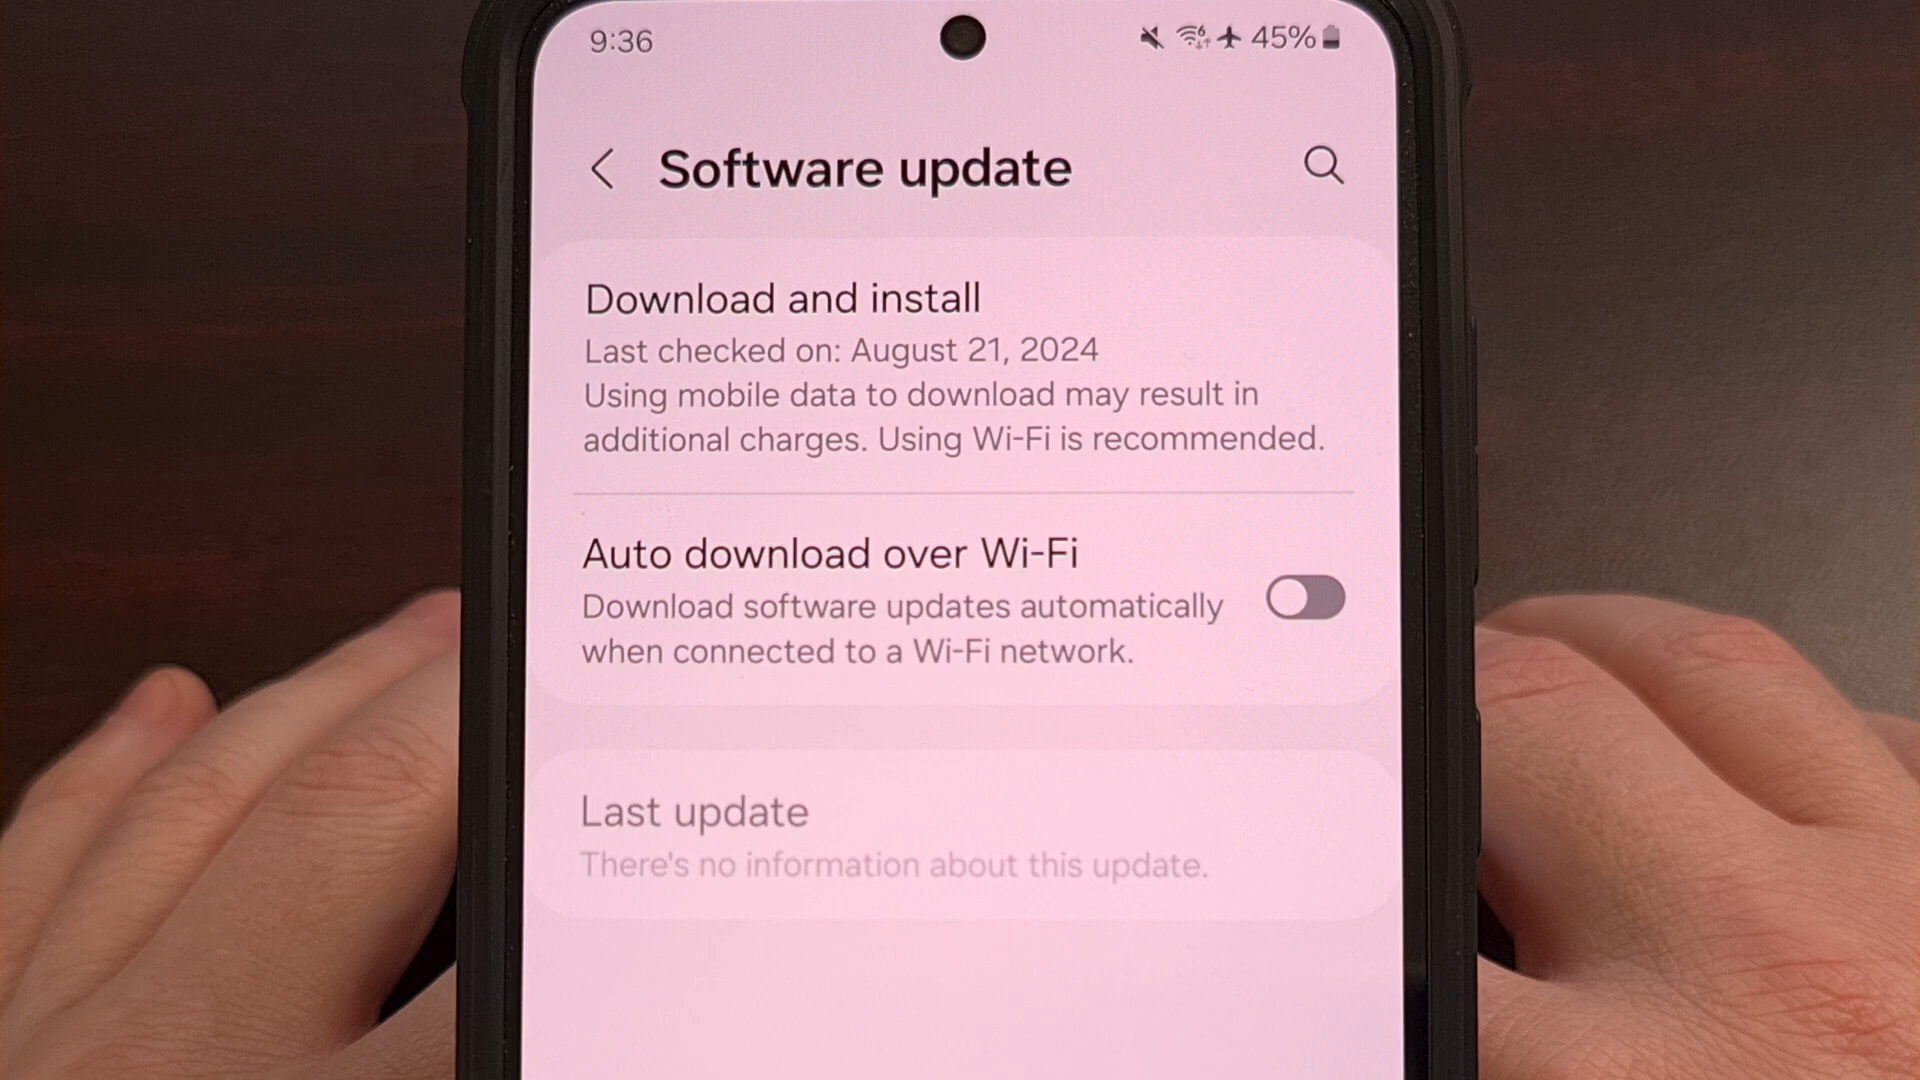 9:36
45%
Software update
Download and install
Last checked on: August 21, 2024
Using mobile data to download may result in
additional charges. Using Wi-Fi is recommended.
Auto download over Wi-Fi
Download software updates automatically
when connected to a Wi-Fi network.
Last update
There's no information about this update.